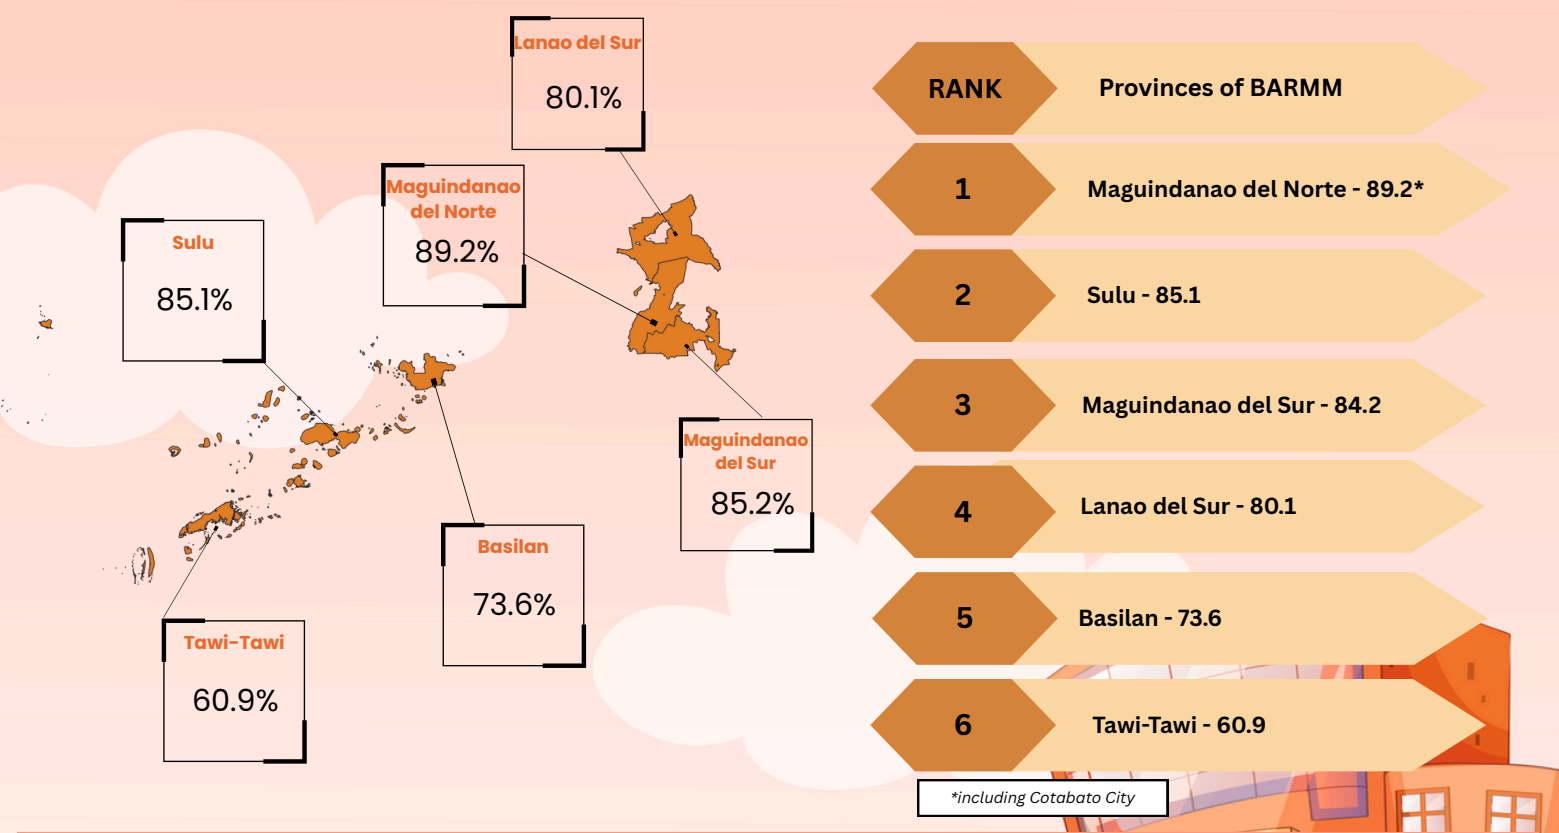 Lanao del Sur
80.1%
Maguindanao
del Norte
89.2%
Sulu
85.1%
Maguindanao
del Sur
85.2%
Basilan
73.6%
Tawi-Tawi
60.9%
RANK Provinces of BARMM
1 Maguindanao del Norte - 89.2*
2 Sulu - 85.1
3 Maguindanao del Sur - 84.2
4 Lanao del Sur - 80.1
5 Basilan - 73.6
6 Tawi-Tawi - 60.9
*including Cotabato City